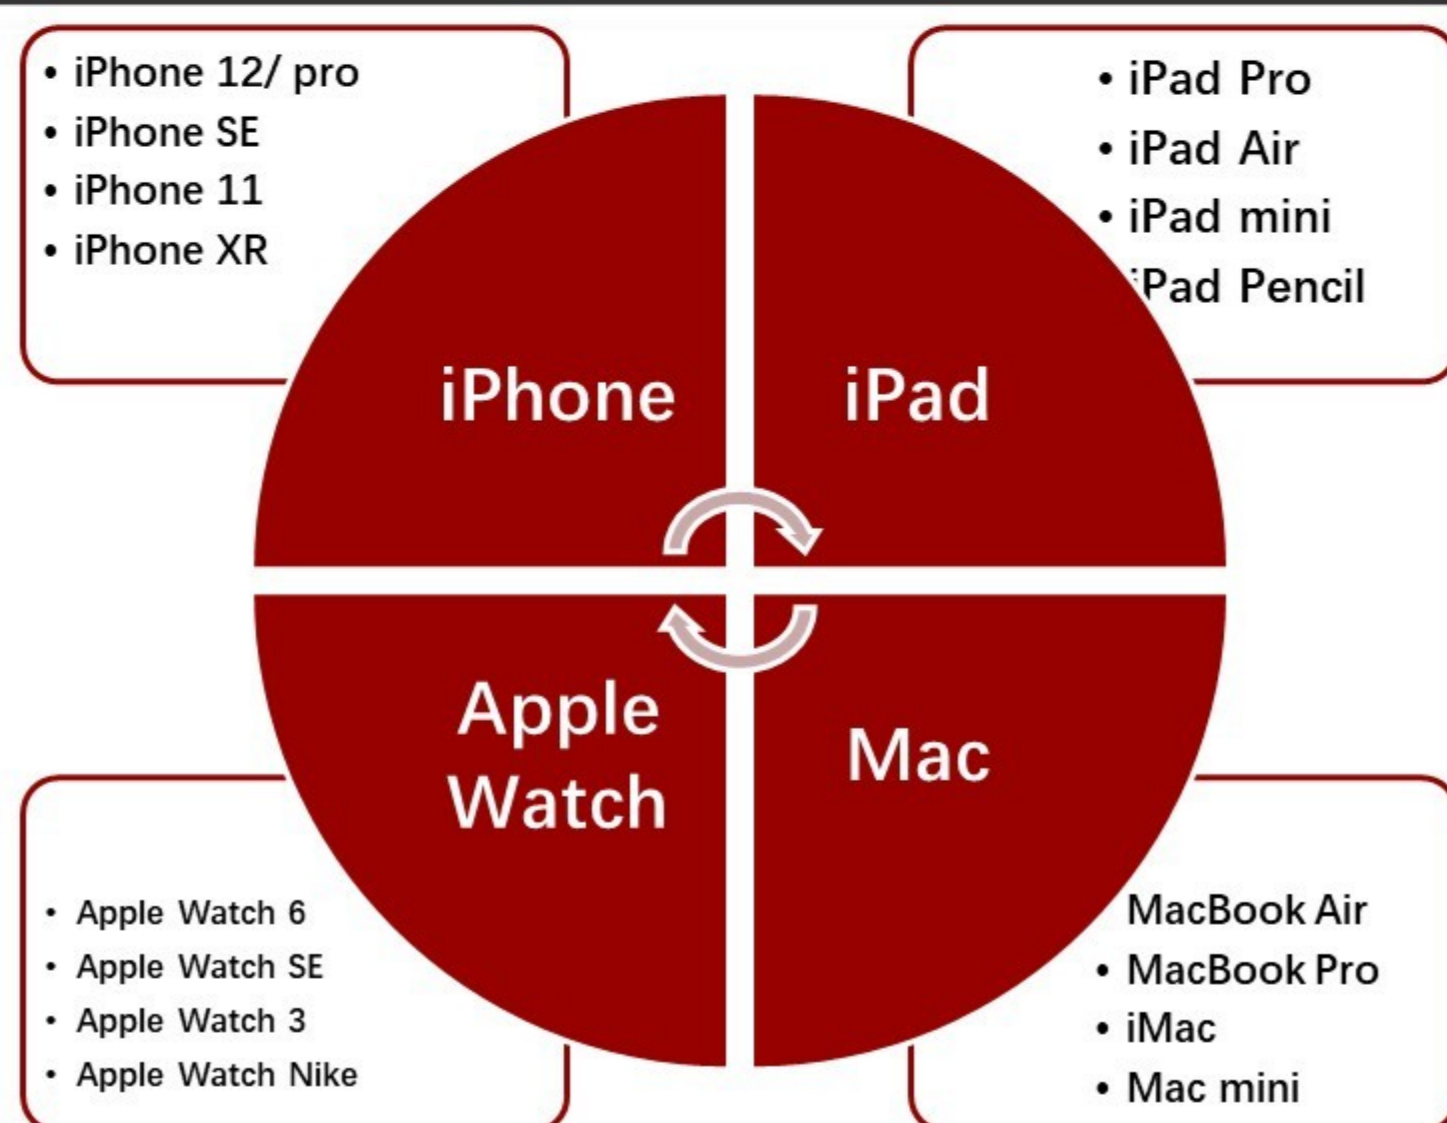 • iPhone 12/ pro
• iPhone SE
• iPhone 11
• iPhone XR
• iPad Pro
• iPad Air
• iPad mini
iPad Pencil
iPhone
iPad
Apple
Watch
Mac
• Apple Watch 6
• Apple Watch SE
• Apple Watch 3
• Apple Watch Nike
MacBook Air
• MacBook Pro
• iMac
• Mac mini